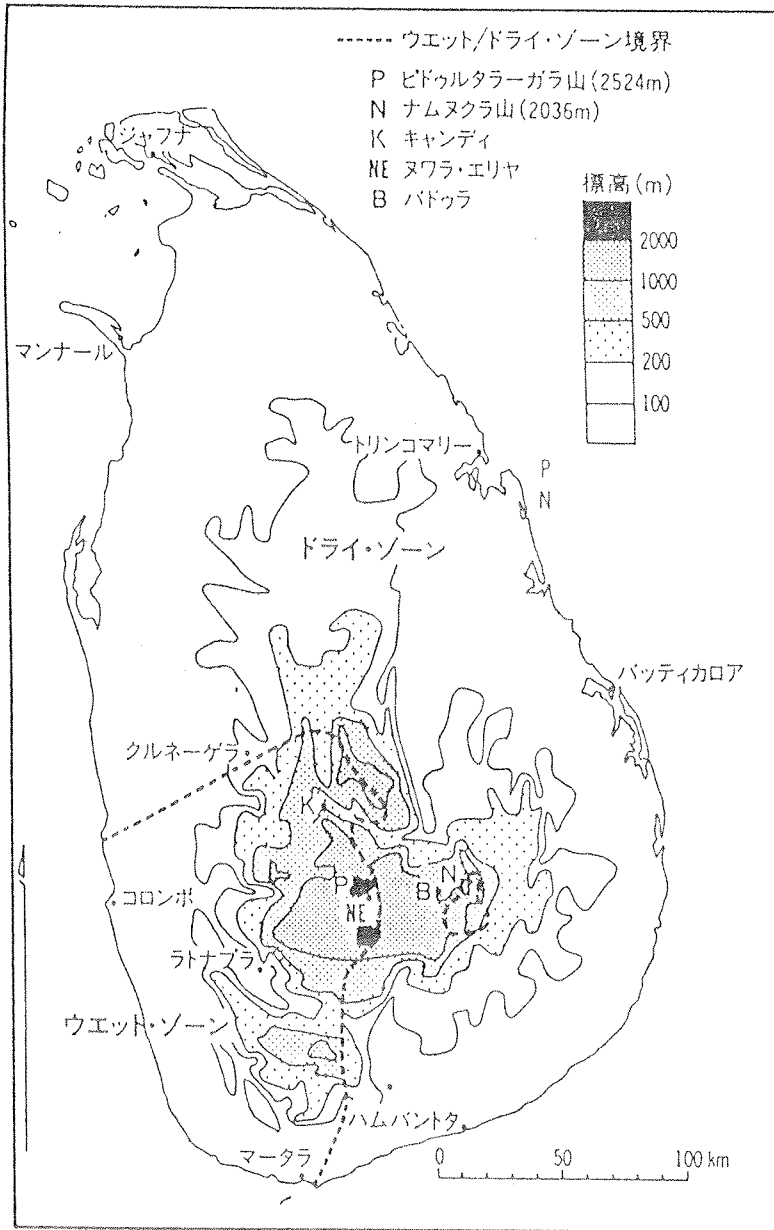 ウエット/ドライ・ゾーン境界
P ピドゥルタラーガラ山(2524m)
N ナムヌクラ山(2036m)
K キャンディ
NE ヌワラ・エリヤ
B バドゥラ
標高(m)
2000
1000
500
200
100
ジャフナ
マンナール
トリンコマリー
P
N
ドライ・ゾーン
バッティカロア
クルネーゲラ
K
P
N
B
NE
コロンボ
ラトナプラ
ウエット・ゾーン
ハムバントタ
マータラ
0 50 100 km